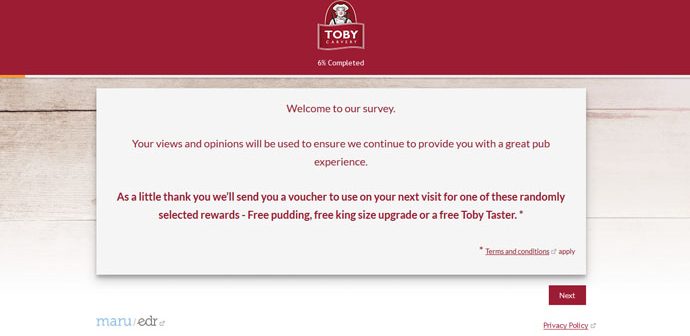 TOBY
CARVERY
6% Completed
Welcome to our survey.
Your views and opinions will be used to ensure we continue to provide you with a great pub
experience.
As a little thank you we'll send you a voucher to use on your next visit for one of these randomly
selected rewards - Free pudding, free king size upgrade or a free Toby Taster. *
* Terms and conditions apply
Next
maru/edr
Privacy Policy